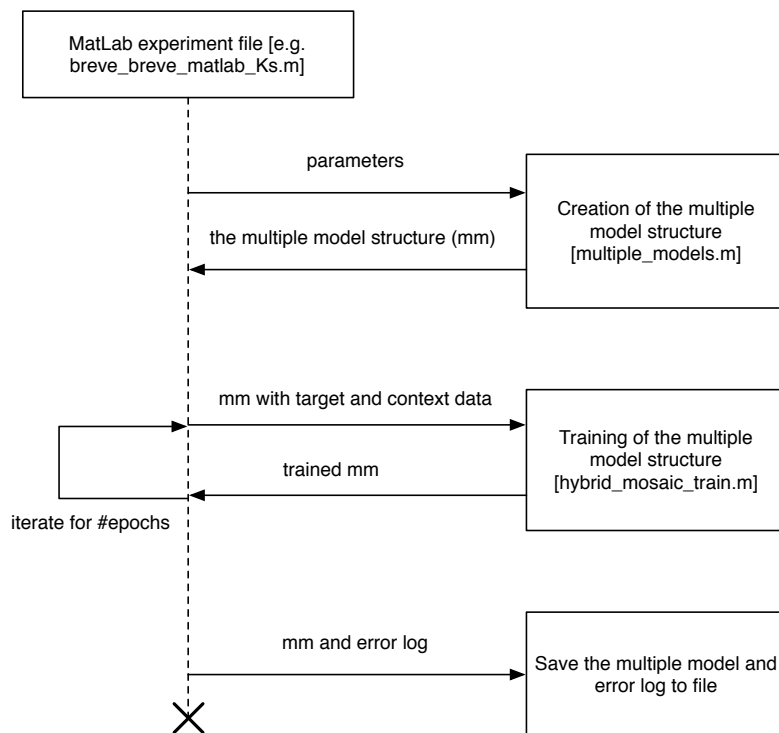 MatLab experiment file [e.g.
breve_breve_matlab_Ks.m]
parameters
Creation of the multiple
model structure
[multiple_models.m]
the multiple model structure (mm)
mm with target and context data
Training of the multiple
model structure
[hybrid_mosaic_train.m]
trained mm
iterate for #epochs
mm and error log
Save the multiple model and
error log to file